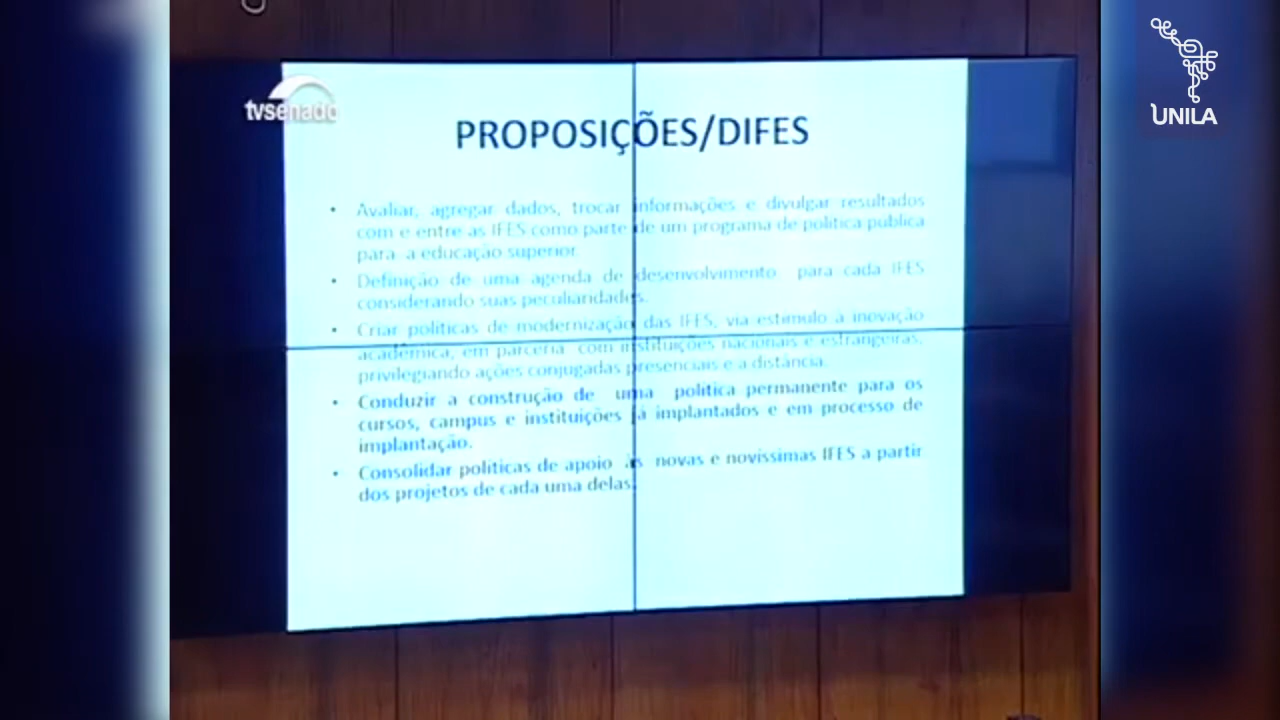 tvsenado
UNILA
PROPOSIÇÕES/DIFES
• Avaliar, agregar dados, trocar informações e divulgar resultados
com e entre as IFES como parte de um programa de política pública
para a educação superior.
• Definição de uma agenda de desenvolvimento para cada IFES
considerando suas peculiaridades.
• Criar políticas de modernização das IFES, via estímulo à inovação
acadêmica, em parceria com instituições nacionais e estrangeiras,
privilegiando ações conjugadas presenciais e a distância.
• Conduzir a construção de uma política permanente para os
cursos, campus e instituições já implantados e em processo de
implantação.
• Consolidar políticas de apoio às novas e novíssimas IFES a partir
dos projetos de cada uma delas.